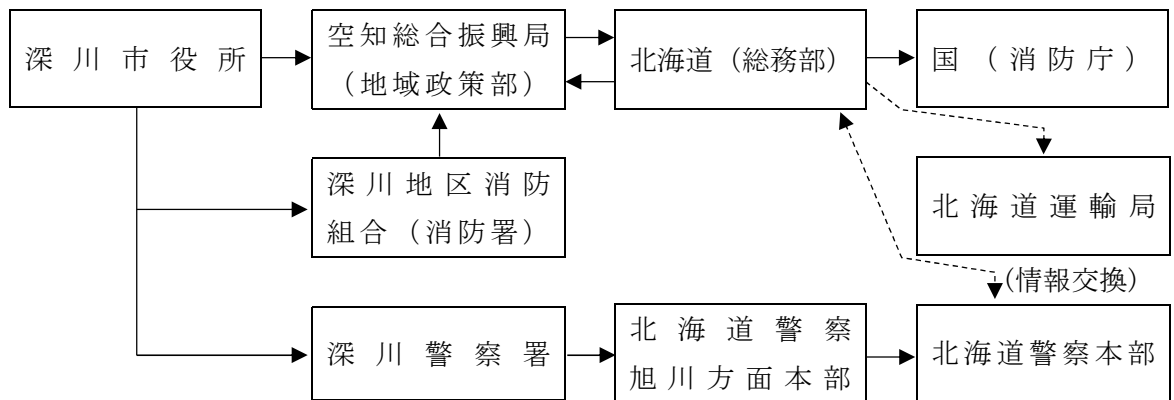 深川市役所
空知総合振興局
（地域政策部）
北海道（総務部）
国（消防庁）
深川地区消防
組合（消防署）
北海道運輸局
（情報交換）
深川警察署
北海道警察
旭川方面本部
北海道警察本部